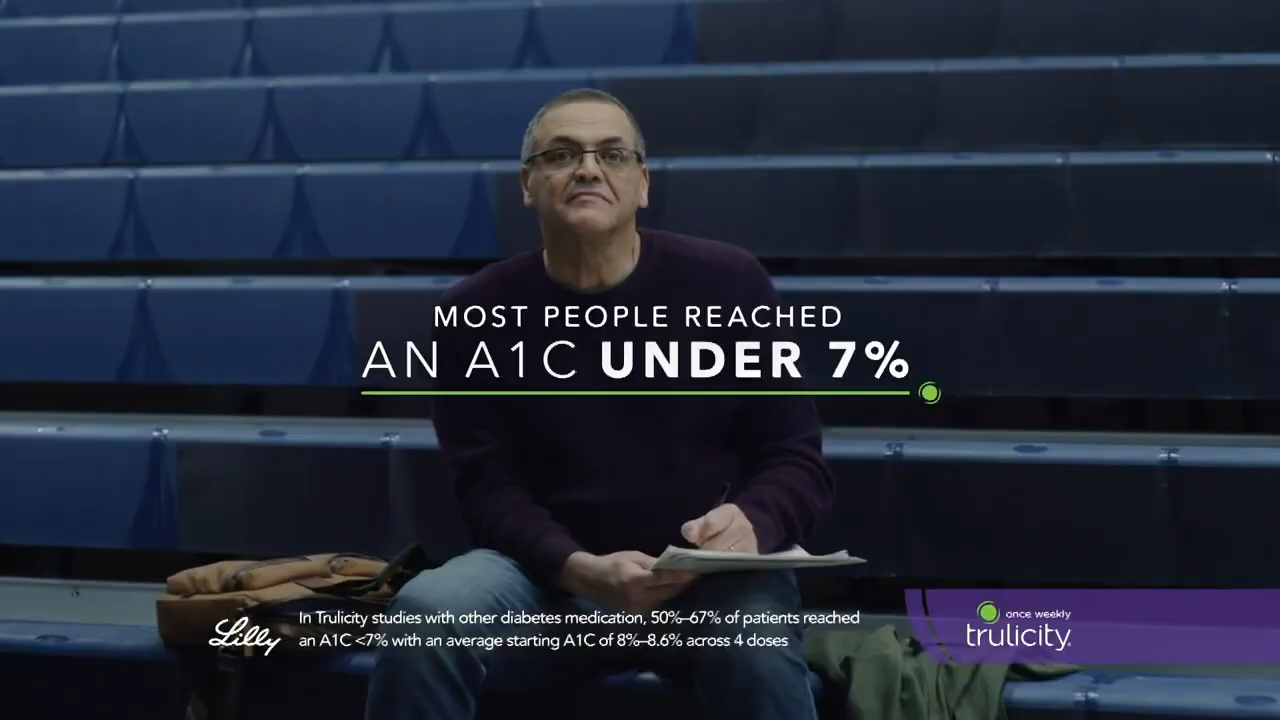 MOST PEOPLE REACHED
AN A1C UNDER 7%
Lilly
In Trulicity studies with other diabetes medication, 50%–67% of patients reached
an A1C <7% with an average starting A1C of 8%–8.6% across 4 doses
once weekly
trulicity®